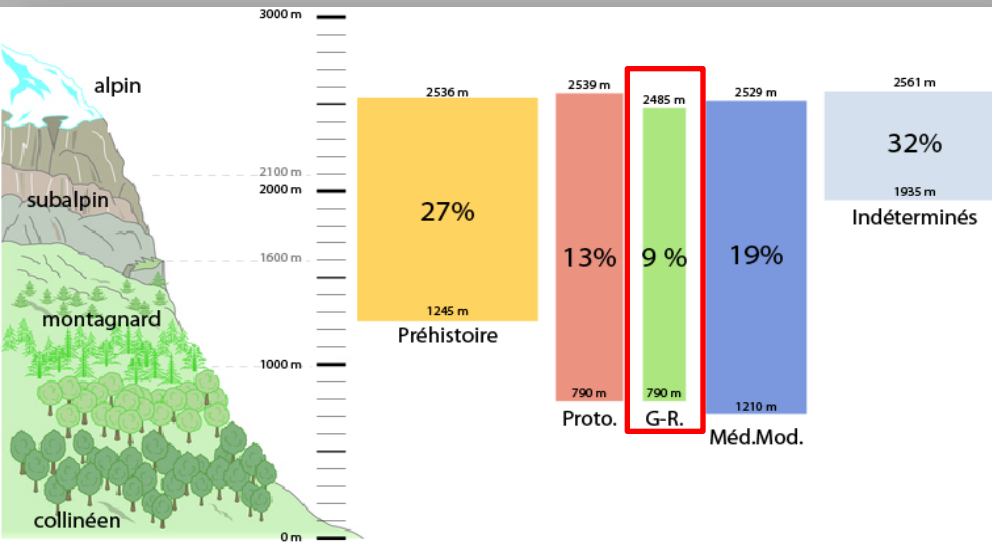 3000 m
alpin
2100 m
2000 m
subalpin
1600 m
montagnard
1000 m
collinéen
0 m
2536 m
27%
1245 m
Préhistoire
2539 m
13%
790 m
Proto.
2485 m
9 %
790 m
G-R.
2529 m
19%
1210 m
Méd.Mod.
2561 m
32%
1935 m
Indéterminés